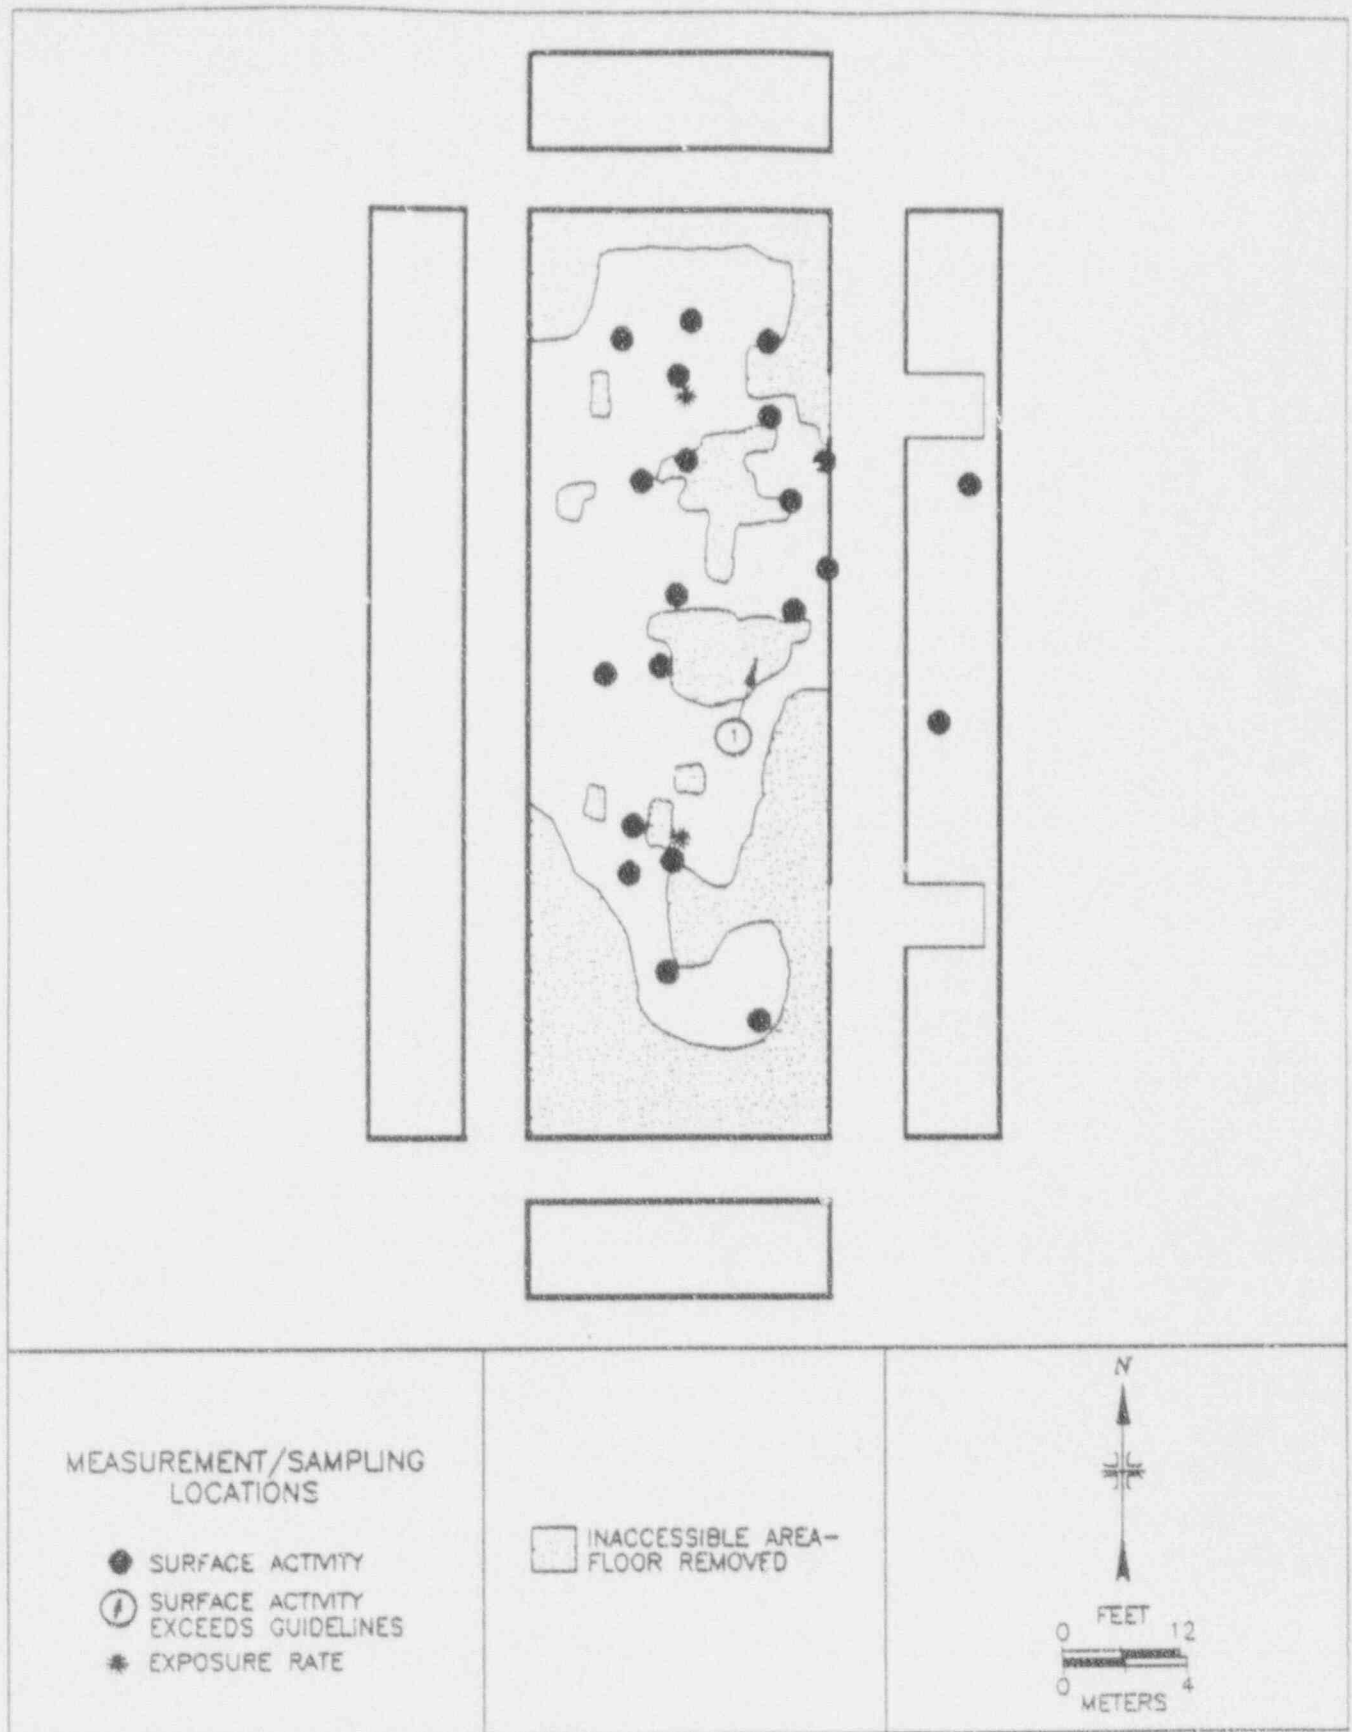 1
MEASUREMENT/SAMPLING
LOCATIONS
SURFACE ACTIVITY
SURFACE ACTIVITY
EXCEEDS GUIDELINES
EXPOSURE RATE
INACCESSIBLE AREA-
FLOOR REMOVED
N
FEET
0 12
0 4
METERS